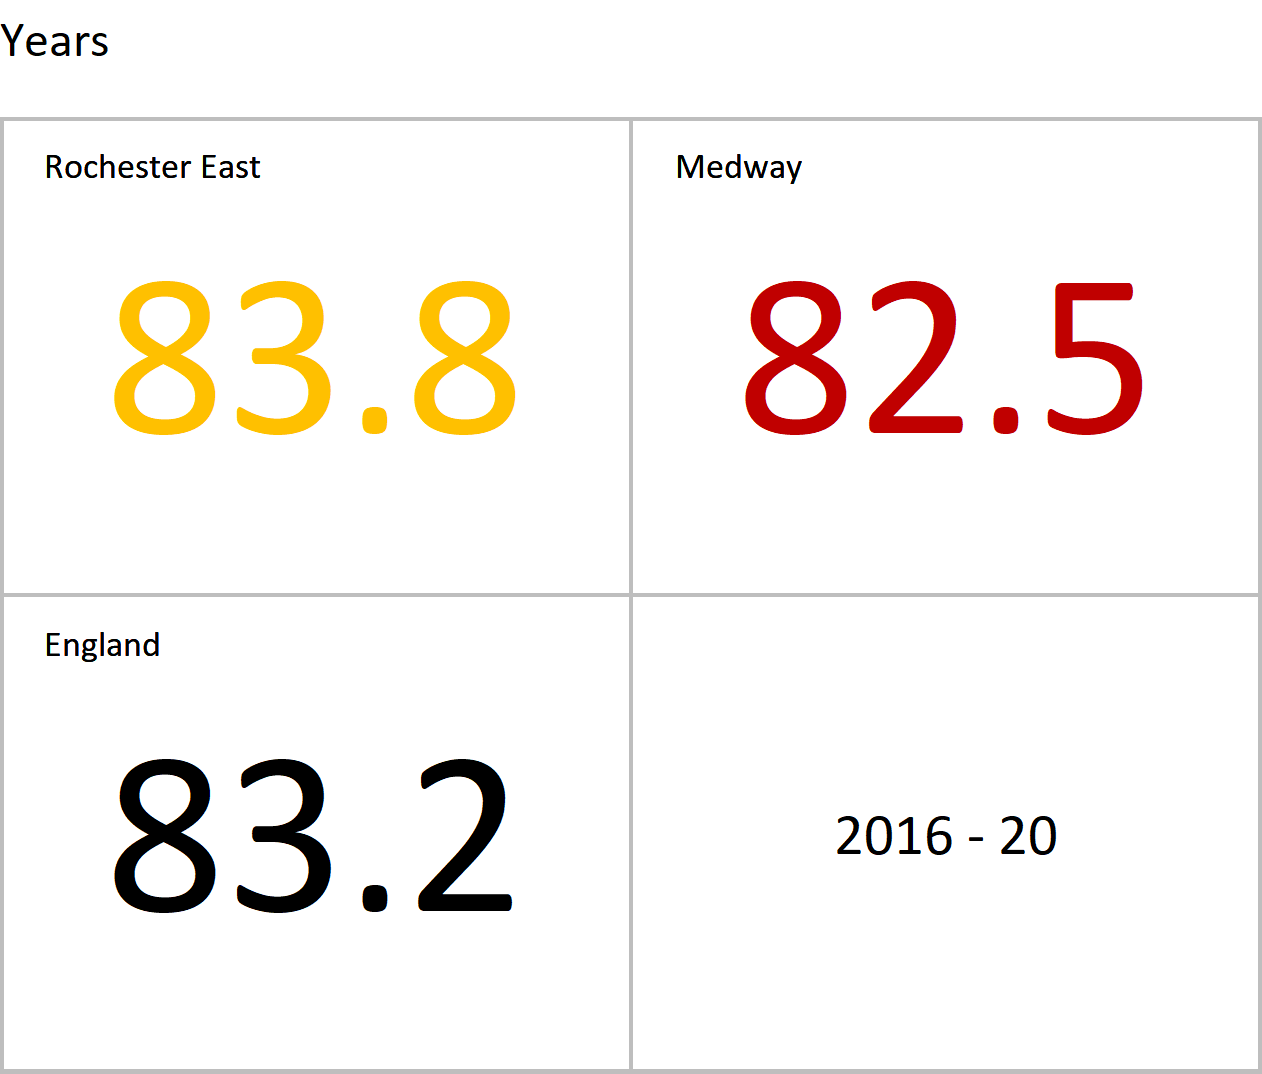 Years
Rochester East
83.8
Medway
82.5
England
83.2
2016 - 20